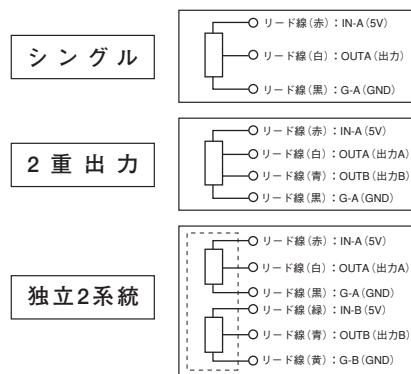 シングル
リード線(赤):IN-A(5V)
リード線(白):OUTA(出力)
リード線(黒):G-A(GND)
2重出力
リード線(赤):IN-A(5V)
リード線(白):OUTA(出力A)
リード線(青):OUTB(出力B)
リード線(黒):G-A(GND)
独立2系統
リード線(赤):IN-A(5V)
リード線(白):OUTA(出力A)
リード線(黒):G-A(GND)
リード線(緑):IN-B(5V)
リード線(青):OUTB(出力B)
リード線(黄):G-B(GND)